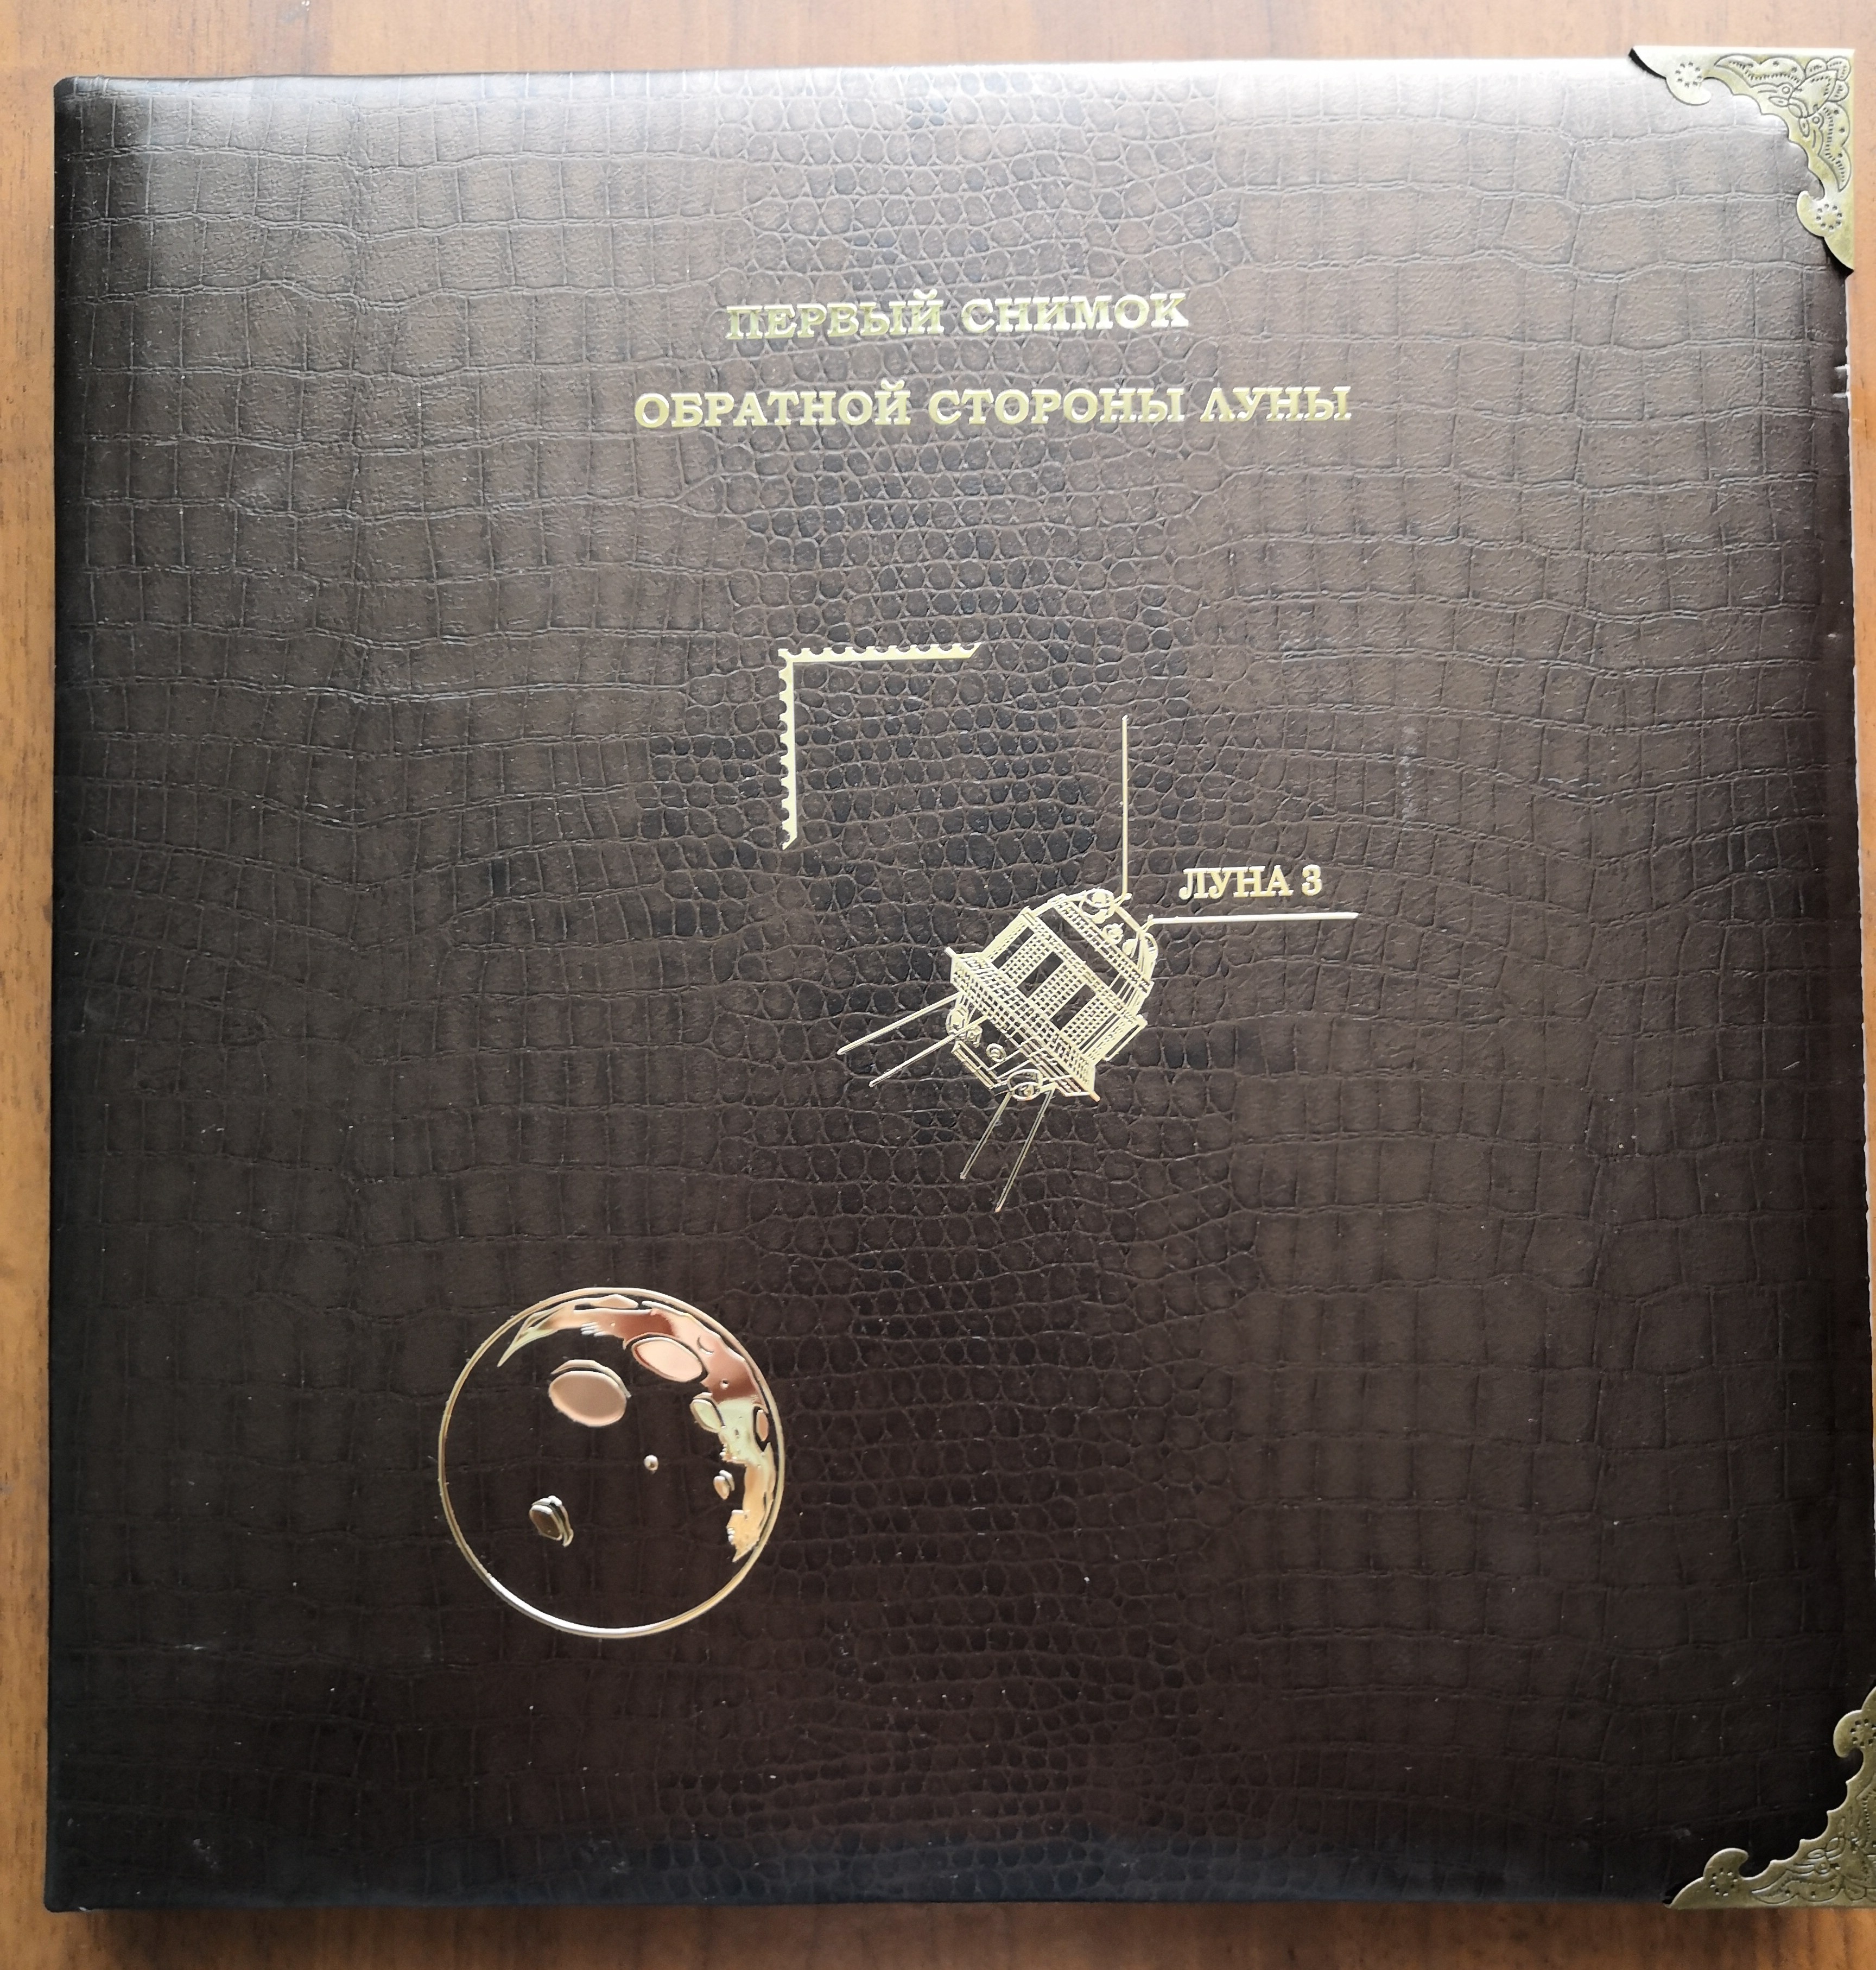 ПЕРВЫЙ СНИМОК
ОБРАТНОЙ СТОРОНЫ ЛУНЫ
ЛУНА 3